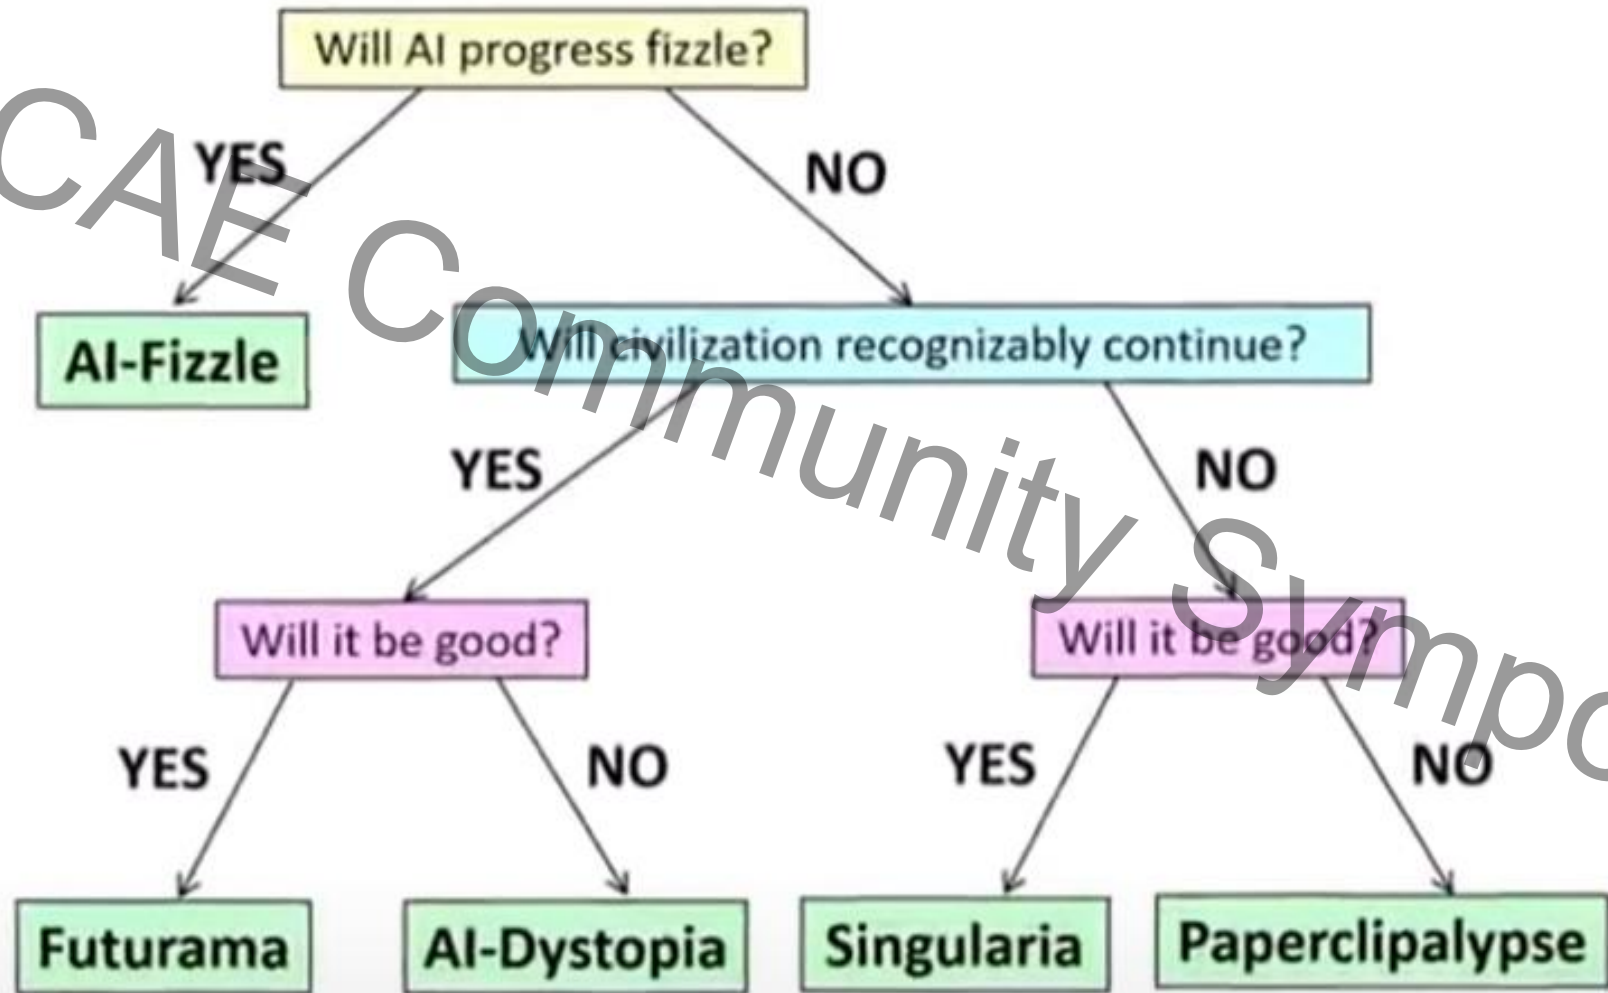 Will AI progress fizzle?
YES
NO
AI-Fizzle
Will civilization recognizably continue?
YES
NO
Will it be good?
Will it be good?
YES
NO
YES
NO
Futurama
AI-Dystopia
Singularia
Paperclipalypse
CAE Community Sympo